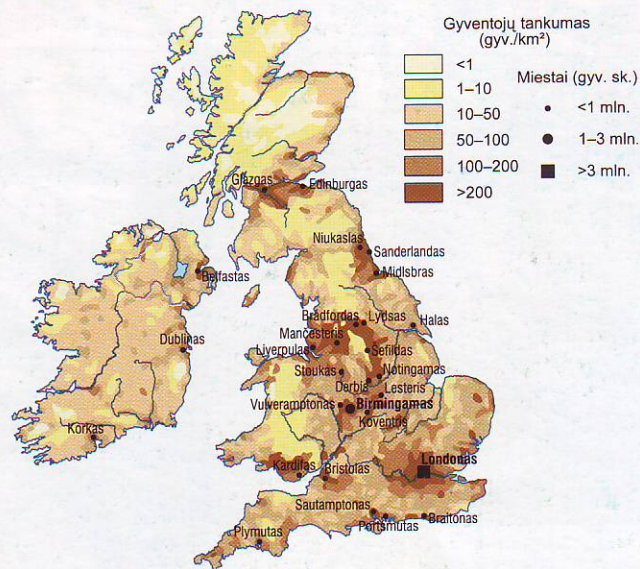 Gyventojų tankumas
(gyv./km²)
<1
1–10
10–50
50–100
100–200
>200
Miestai (gyv. sk.)
<1 mln.
1–3 mln.
>3 mln.
Glazgas
Edinburgas
Niukaslas
Sanderlandas
Midlsbras
Belfastas
Bradfordas
Lydsas
Halas
Mančesteris
Dublinas
Liverpulas
Šefildas
Stoukas
Notingamas
Derbis
Lesteris
Vulveramptonas
Birmingamas
Koventris
Korkas
Kardifas
Bristolas
Londonas
Sautamptonas
Portsmutas
Braitonas
Plymutas